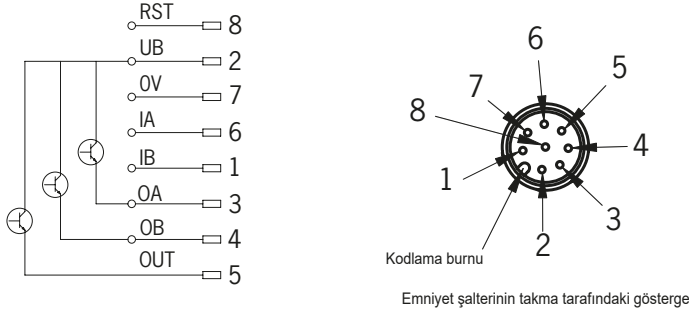 RST 8
UB 2
0V 7
IA 6
IB 1
OA 3
OB 4
OUT 5
6
7 5
8 4
1
3
2
Kodlama burnu
Emniyet şalterinin takma tarafındaki gösterge